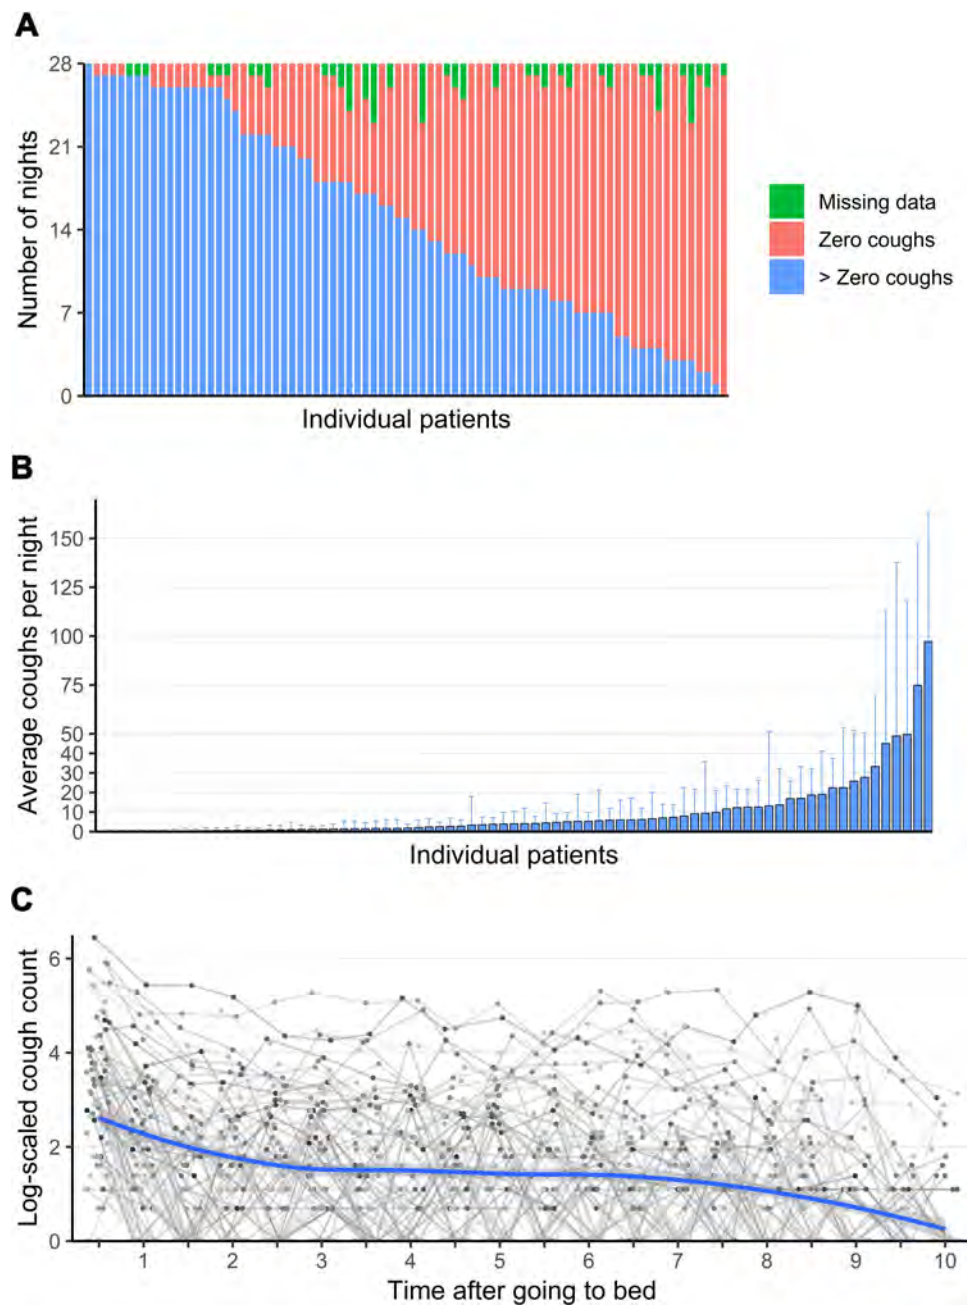 A
28
21
14
7
0
Number of nights
Individual patients
Missing data
Zero coughs
> Zero coughs
B
150
125
100
75
50
40
30
20
10
0
Average coughs per night
Individual patients
C
6
4
2
0
Log-scaled cough count
1 2 3 4 5 6 7 8 9 10
Time after going to bed